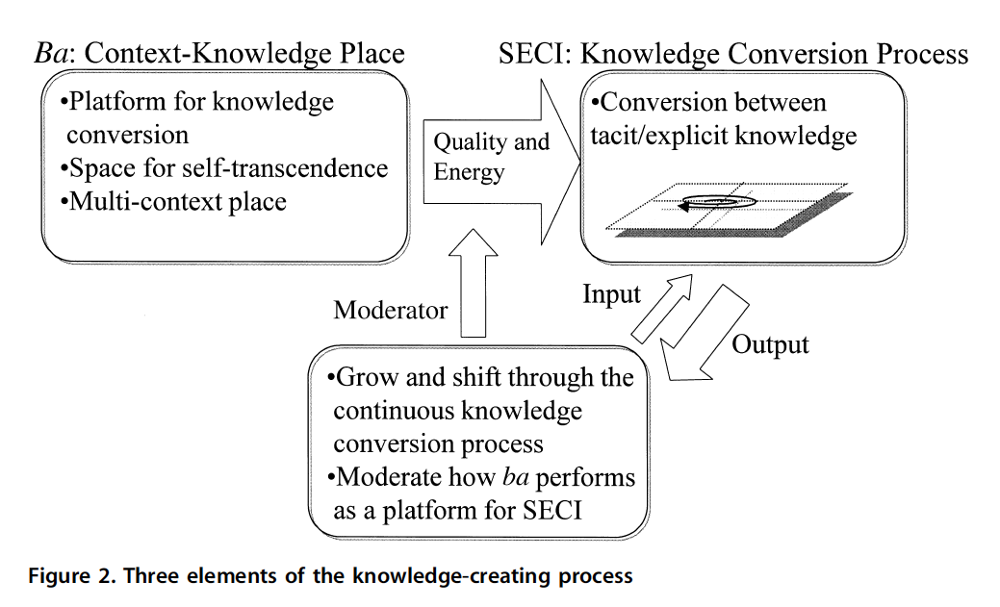 Ba: Context-Knowledge Place
SECI: Knowledge Conversion Process
•Platform for knowledge
conversion
•Space for self-transcendence
•Multi-context place
Quality and
Energy
•Conversion between
tacit/explicit knowledge
Moderator
Input
Output
•Grow and shift through the
continuous knowledge
conversion process
•Moderate how ba performs
as a platform for SECI
Figure 2. Three elements of the knowledge-creating process